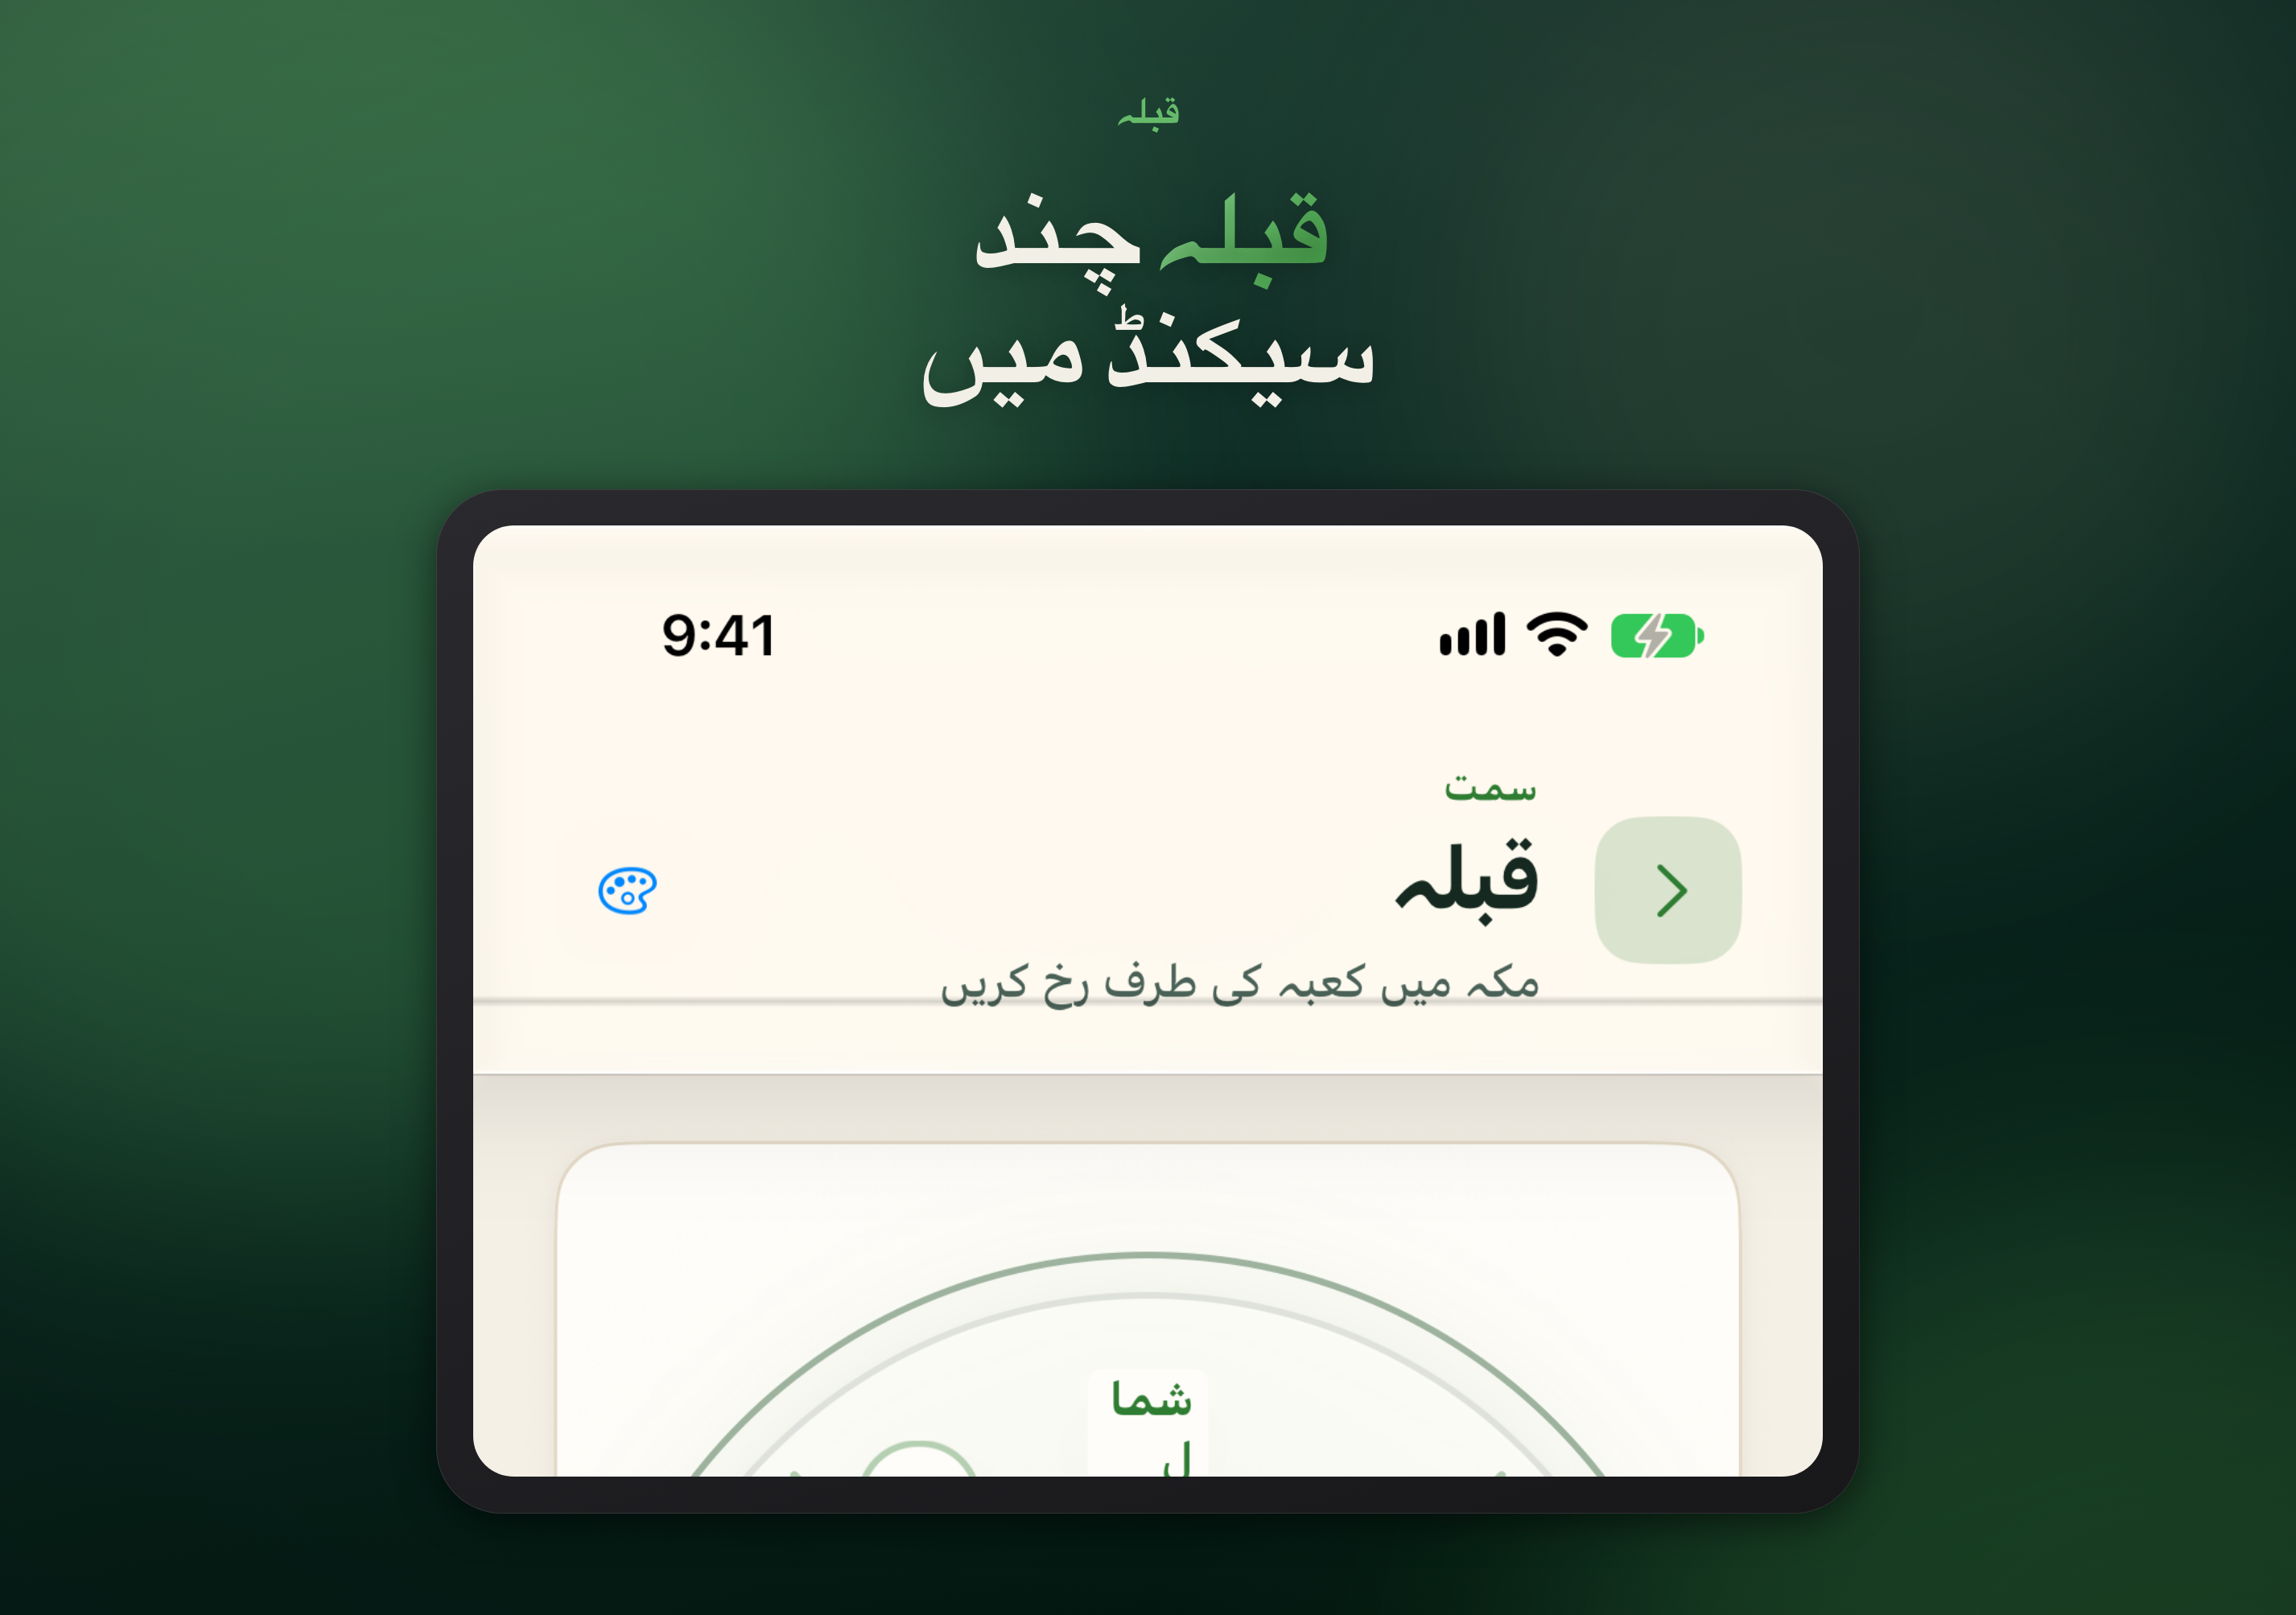 قبلہ
قبلہ چند
سیکنڈ میں
9:41
سمت
قبلہ
مکہ میں کعبہ کی طرف رخ کریں
شما
ل